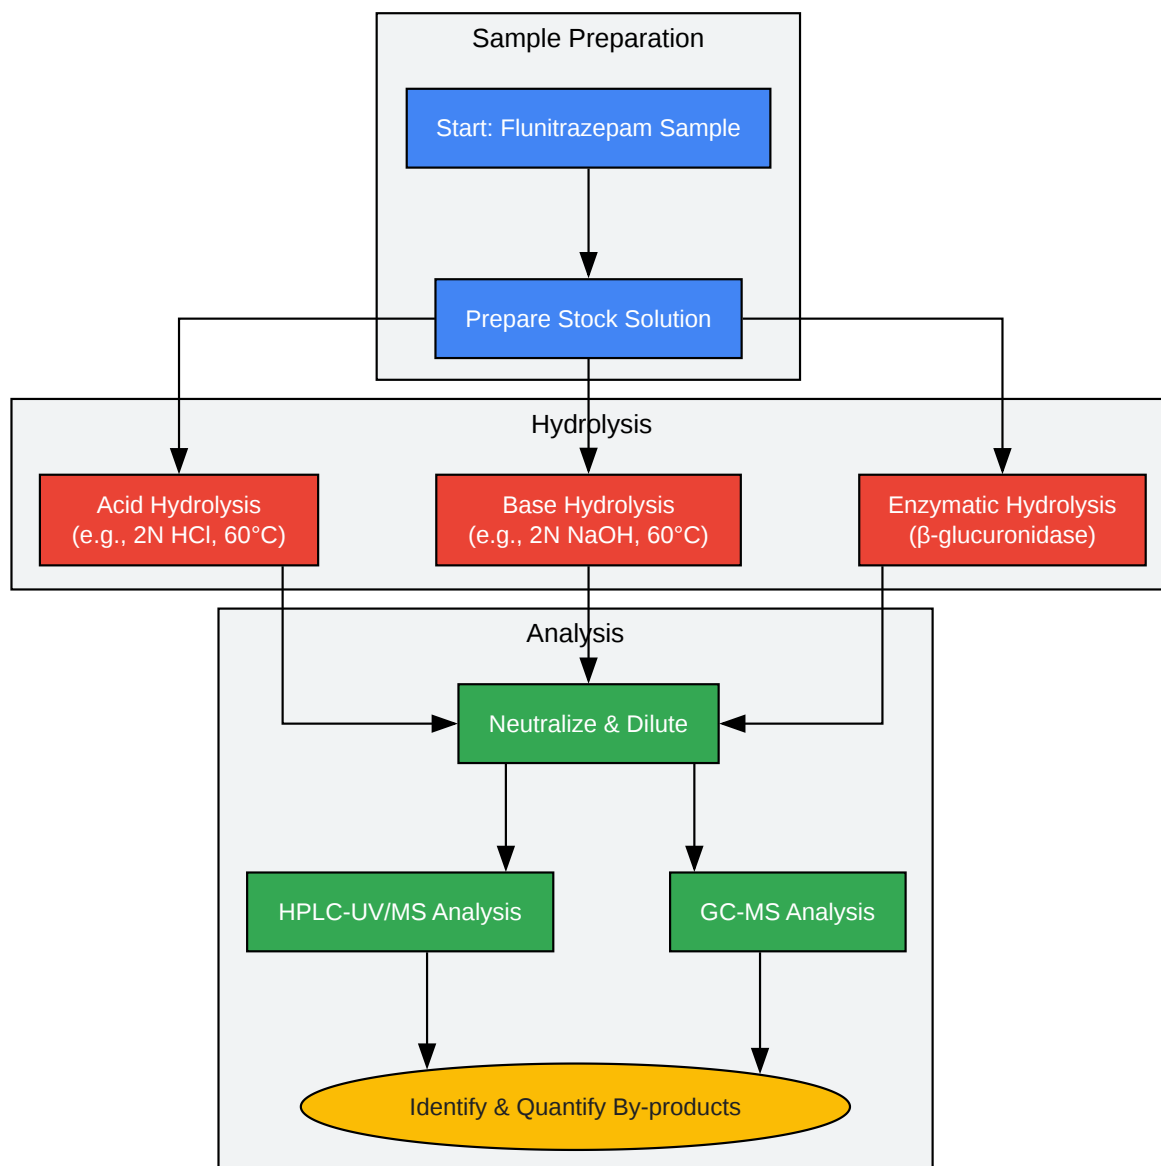 Sample Preparation
Start: Flunitrazepam Sample
Prepare Stock Solution
Hydrolysis
Acid Hydrolysis
(e.g., 2N HCl, 60°C)
Base Hydrolysis
(e.g., 2N NaOH, 60°C)
Enzymatic Hydrolysis
(β-glucuronidase)
Analysis
Neutralize & Dilute
HPLC-UV/MS Analysis
GC-MS Analysis
Identify & Quantify By-products